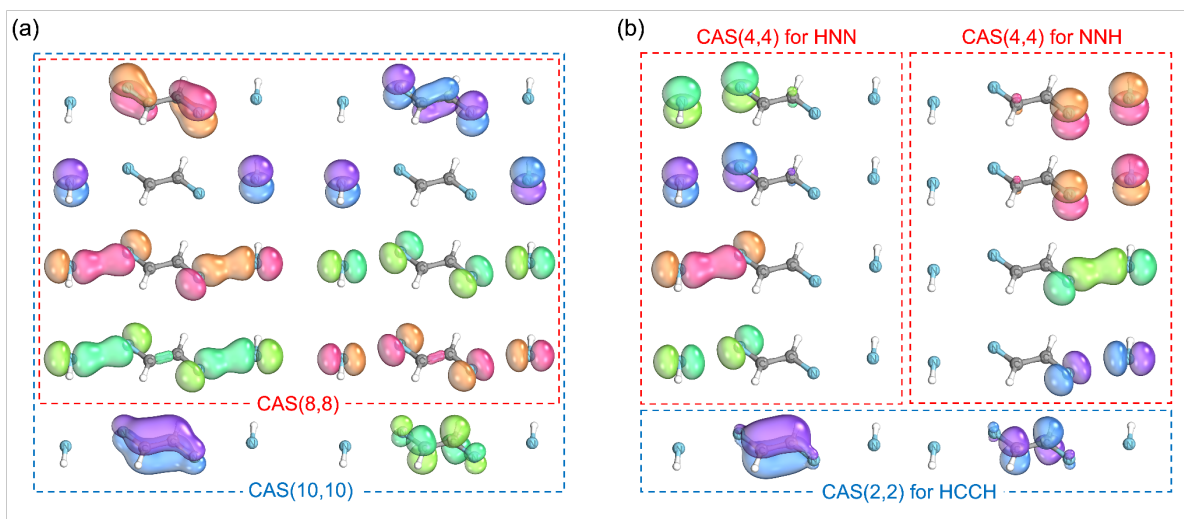 (a)
(b)
CAS(4,4) for HNN
CAS(4,4) for NNH
CAS(8,8)
CAS(10,10)
CAS(2,2) for HCCH